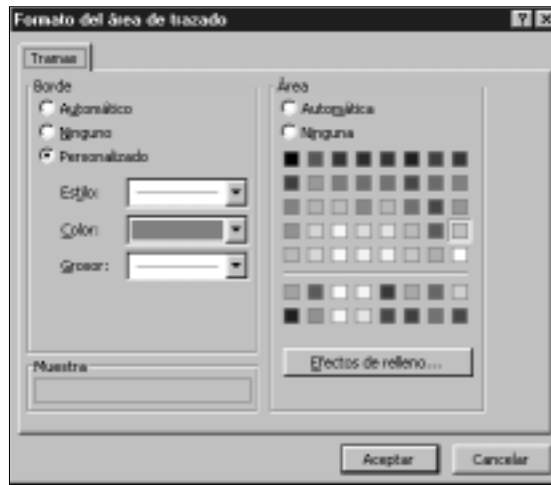 Formato del área de trazado
Tramas
Borde
Automático
Ninguno
Personalizado
Estilo:
Color:
Grosor:
Muestra
Área
Automática
Ninguna
Efectos de relleno...
Aceptar
Cancelar